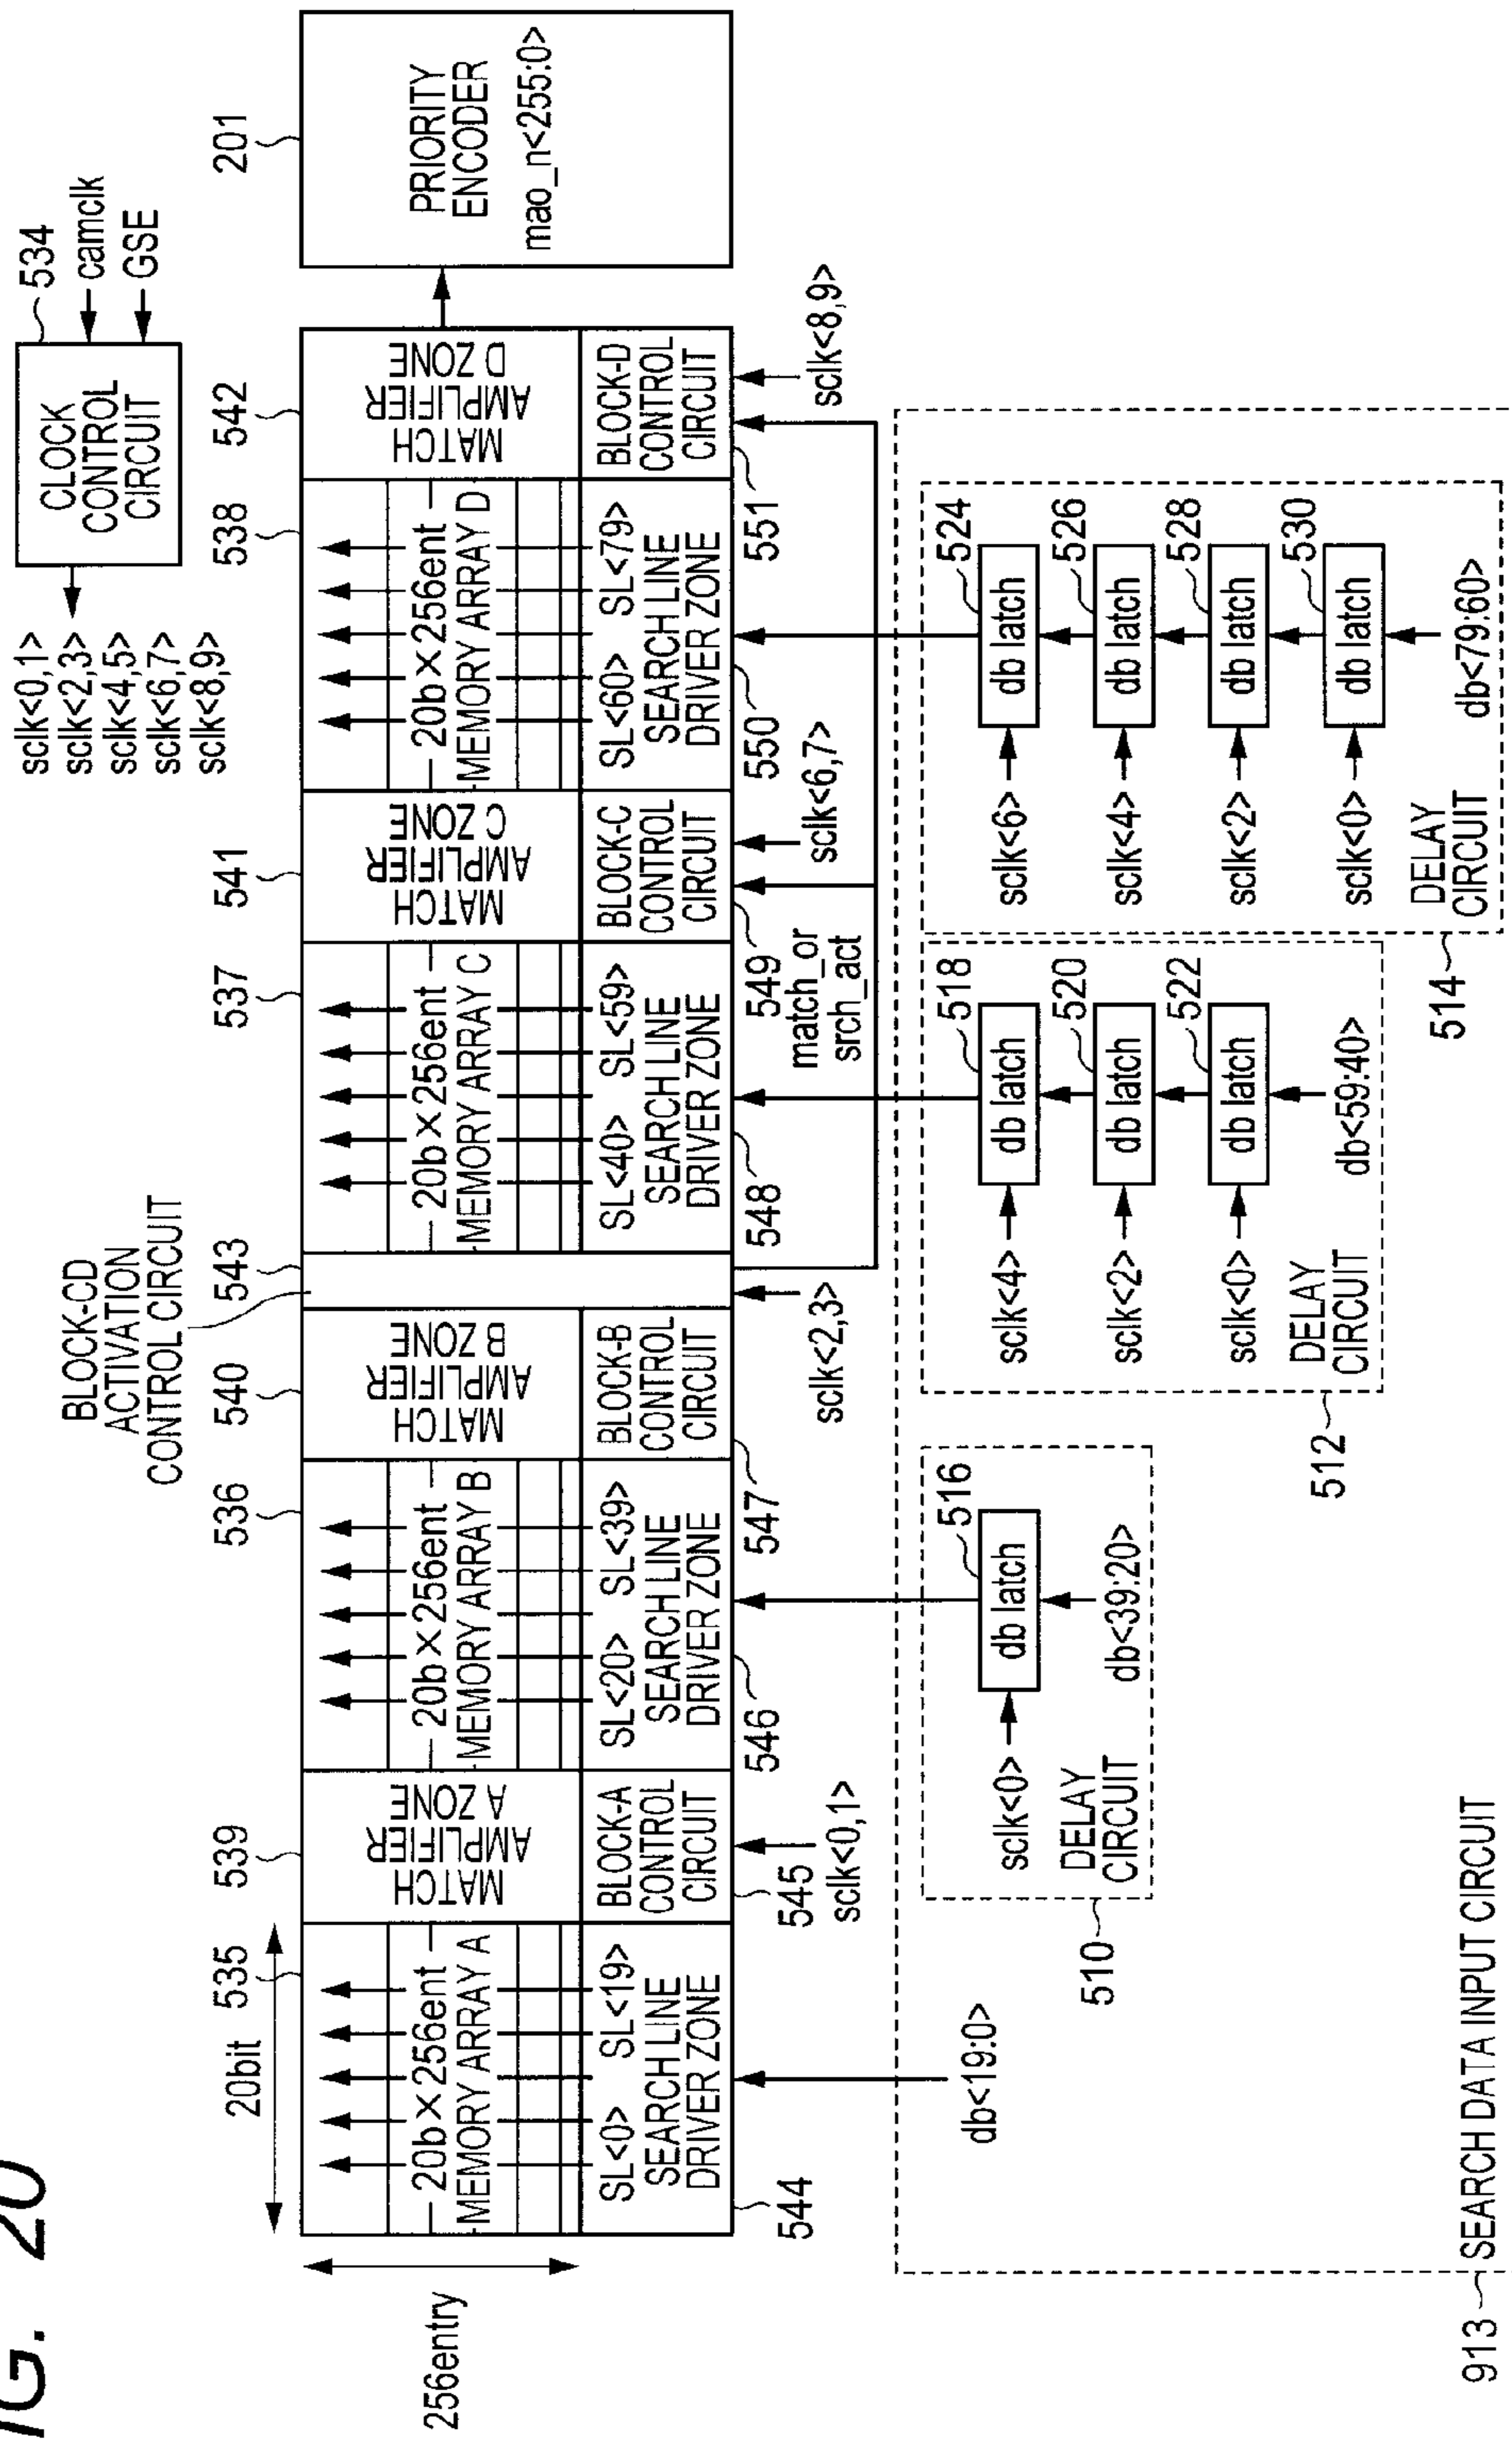 IG. 20
sclk<0,1>
sclk<2,3>
sclk<4,5>
sclk<6,7>
sclk<8,9>
CLOCK
CONTROL
CIRCUIT
534
camclk
GSE
BLOCK-CD
ACTIVATION
CONTROL CIRCUIT
20bit
535
539
536
540
543
537
541
538
542
201
256entry
20b×256ent
MEMORY ARRAY A
MATCH
AMPLIFIER
A ZONE
20b×256ent
MEMORY ARRAY B
MATCH
AMPLIFIER
B ZONE
20b×256ent
MEMORY ARRAY C
MATCH
AMPLIFIER
C ZONE
20b×256ent
MEMORY ARRAY D
MATCH
AMPLIFIER
D ZONE
PRIORITY
ENCODER
mao_n<255:0>
SL<0> SL<19>
SEARCH LINE
DRIVER ZONE
BLOCK-A
CONTROL
CIRCUIT
SL<20> SL<39>
SEARCH LINE
DRIVER ZONE
BLOCK-B
CONTROL
CIRCUIT
SL<40> SL<59>
SEARCH LINE
DRIVER ZONE
BLOCK-C
CONTROL
CIRCUIT
SL<60> SL<79>
SEARCH LINE
DRIVER ZONE
BLOCK-D
CONTROL
CIRCUIT
544
545
sclk<0,1>
546
547
sclk<2,3>
548
549
match_or
srch_act
sclk<6,7>
550
551
sclk<8,9>
db<19:0>
516
db latch
sclk<0>
db<39:20>
DELAY
CIRCUIT
510
518
db latch
sclk<4>
520
db latch
sclk<2>
522
db latch
sclk<0>
db<59:40>
DELAY
CIRCUIT
512
524
db latch
sclk<6>
526
db latch
sclk<4>
528
db latch
sclk<2>
530
db latch
sclk<0>
db<79:60>
DELAY
CIRCUIT
514
913 SEARCH DATA INPUT CIRCUIT